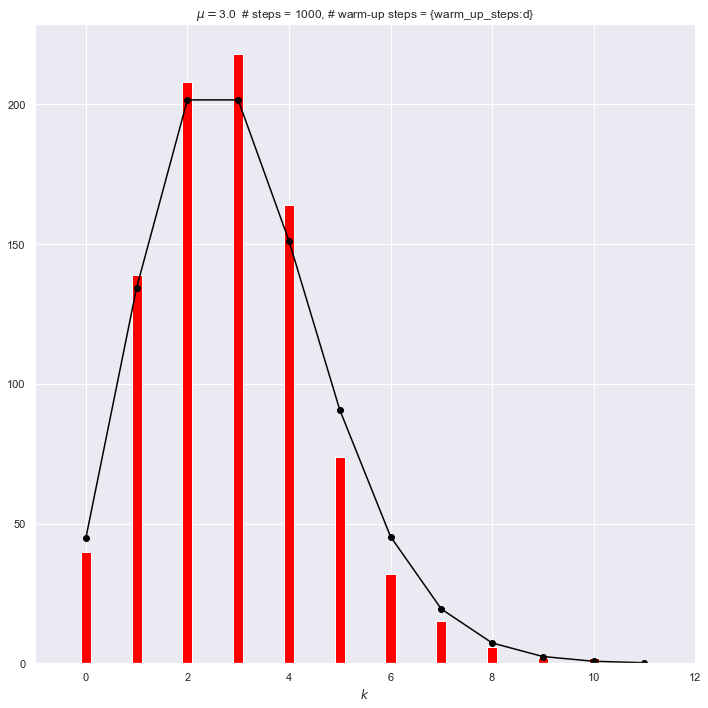 μ = 3.0 # steps = 1000, # warm-up steps = {warm_up_steps:d}
200
150
100
50
0
0 2 4 6 8 10 12
k